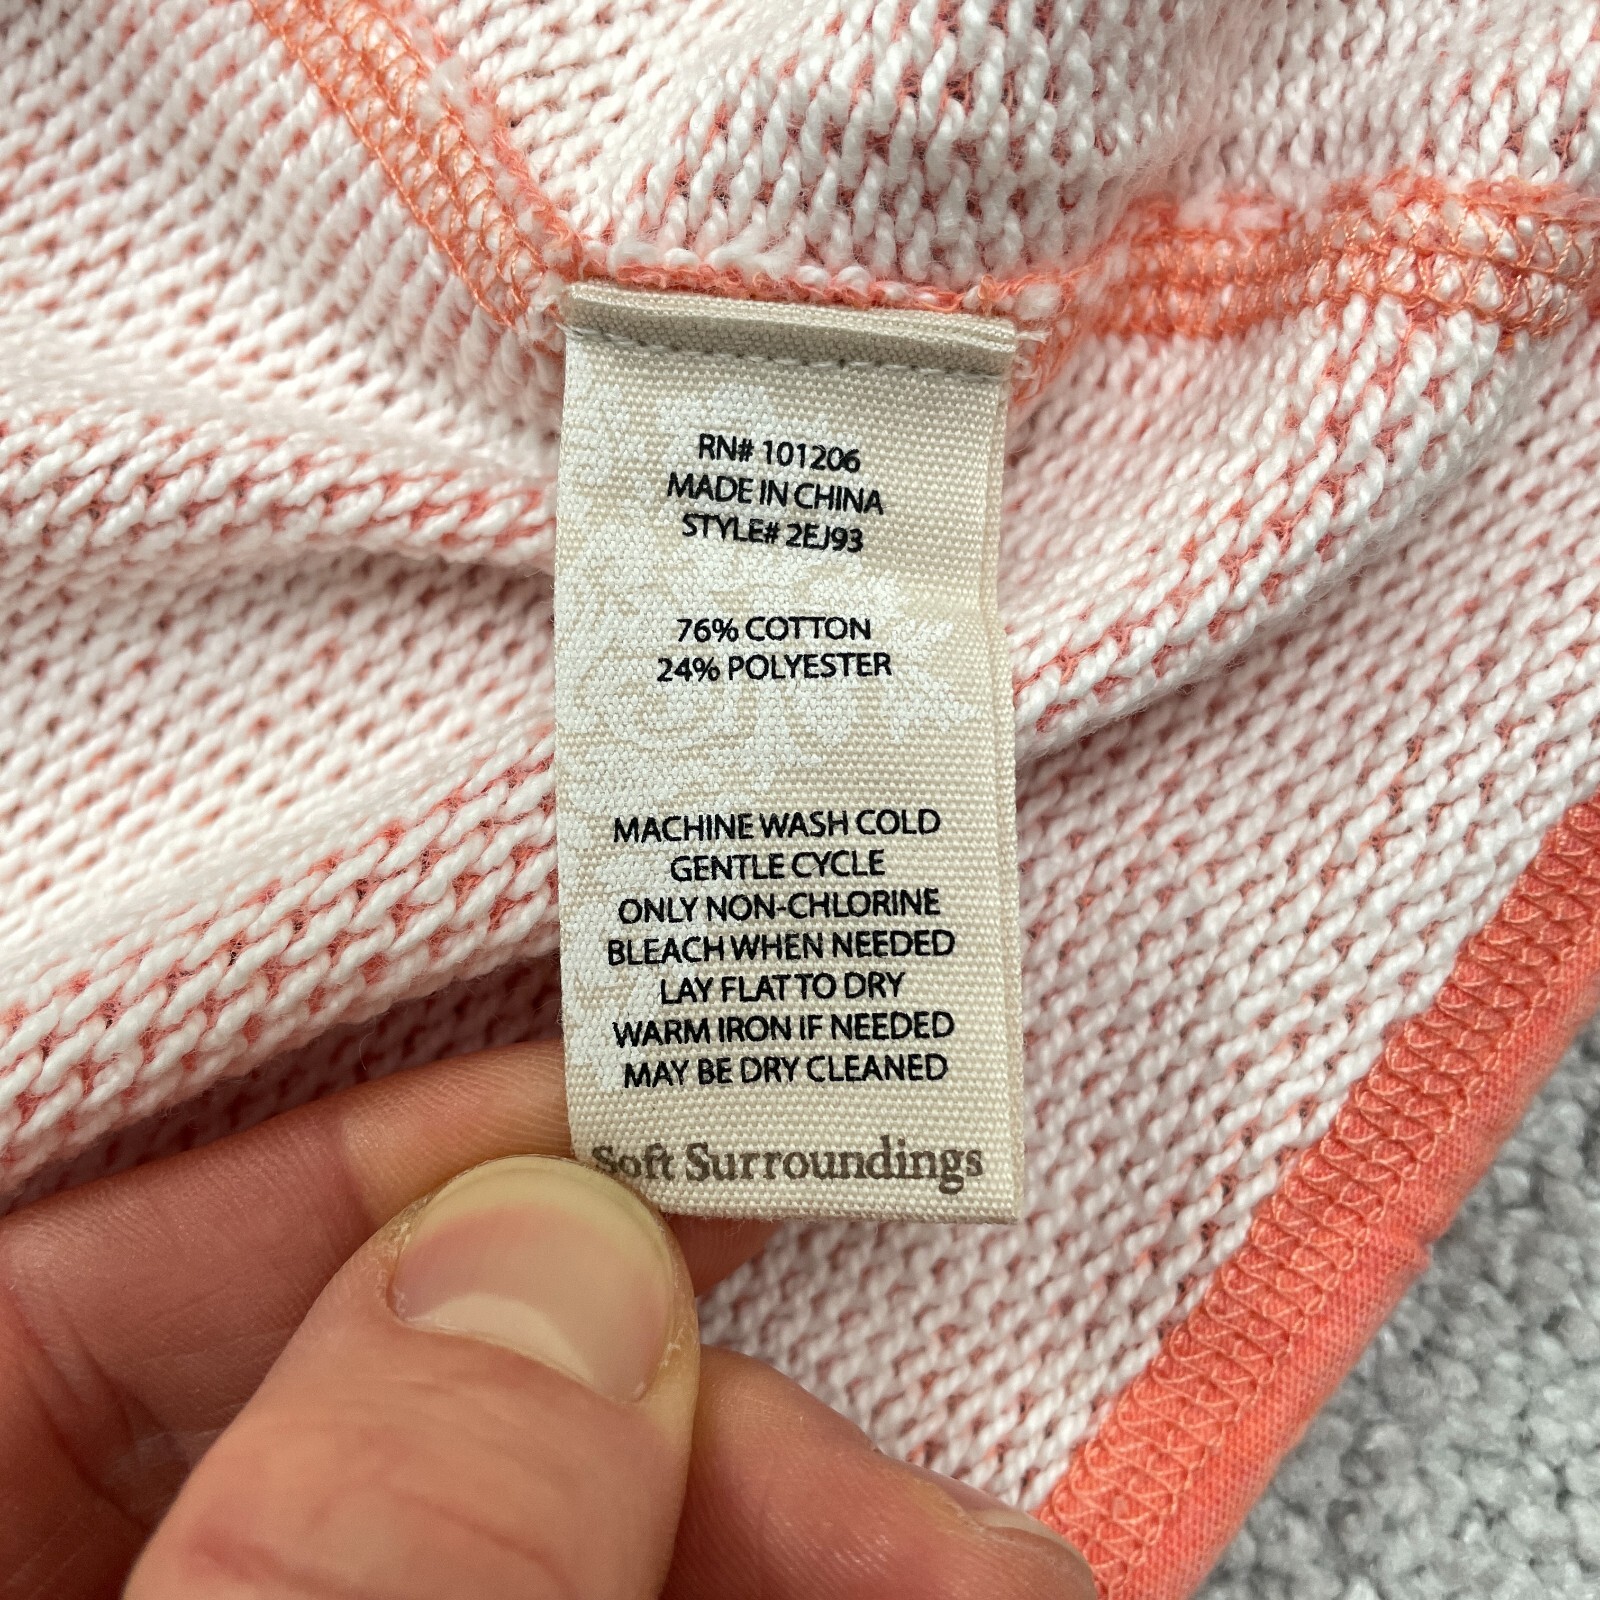 RN# 101206
MADE IN CHINA
STYLE# 2EJ93
76% COTTON
24% POLYESTER
MACHINE WASH COLD
GENTLE CYCLE
ONLY NON-CHLORINE
BLEACH WHEN NEEDED
LAY FLAT TO DRY
WARM IRON IF NEEDED
MAY BE DRY CLEANED
Soft Surroundings